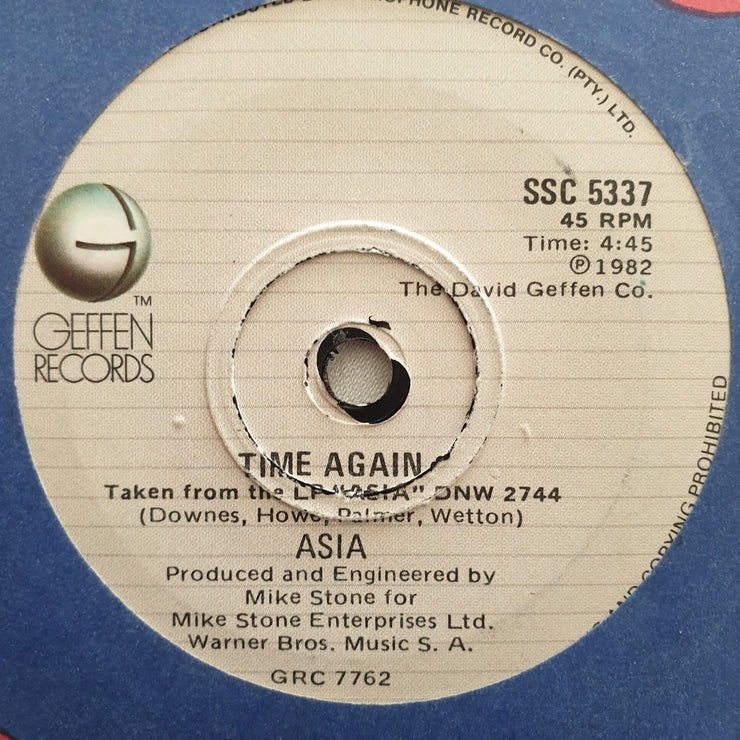 RECORD CO. (PTY.) LTD.
SSC 5337
45 RPM
Time: 4:45
Ⓟ1982
The David Geffen Co.
TM
GEFFEN
RECORDS
TIME AGAIN
Taken from the LP "ASIA" DNW 2744
(Downes, Howe, Palmer, Wetton)
ASIA
Produced and Engineered by
Mike Stone for
Mike Stone Enterprises Ltd.
Warner Bros. Music S. A.
GRC 7762
COPYING PROHIBITED